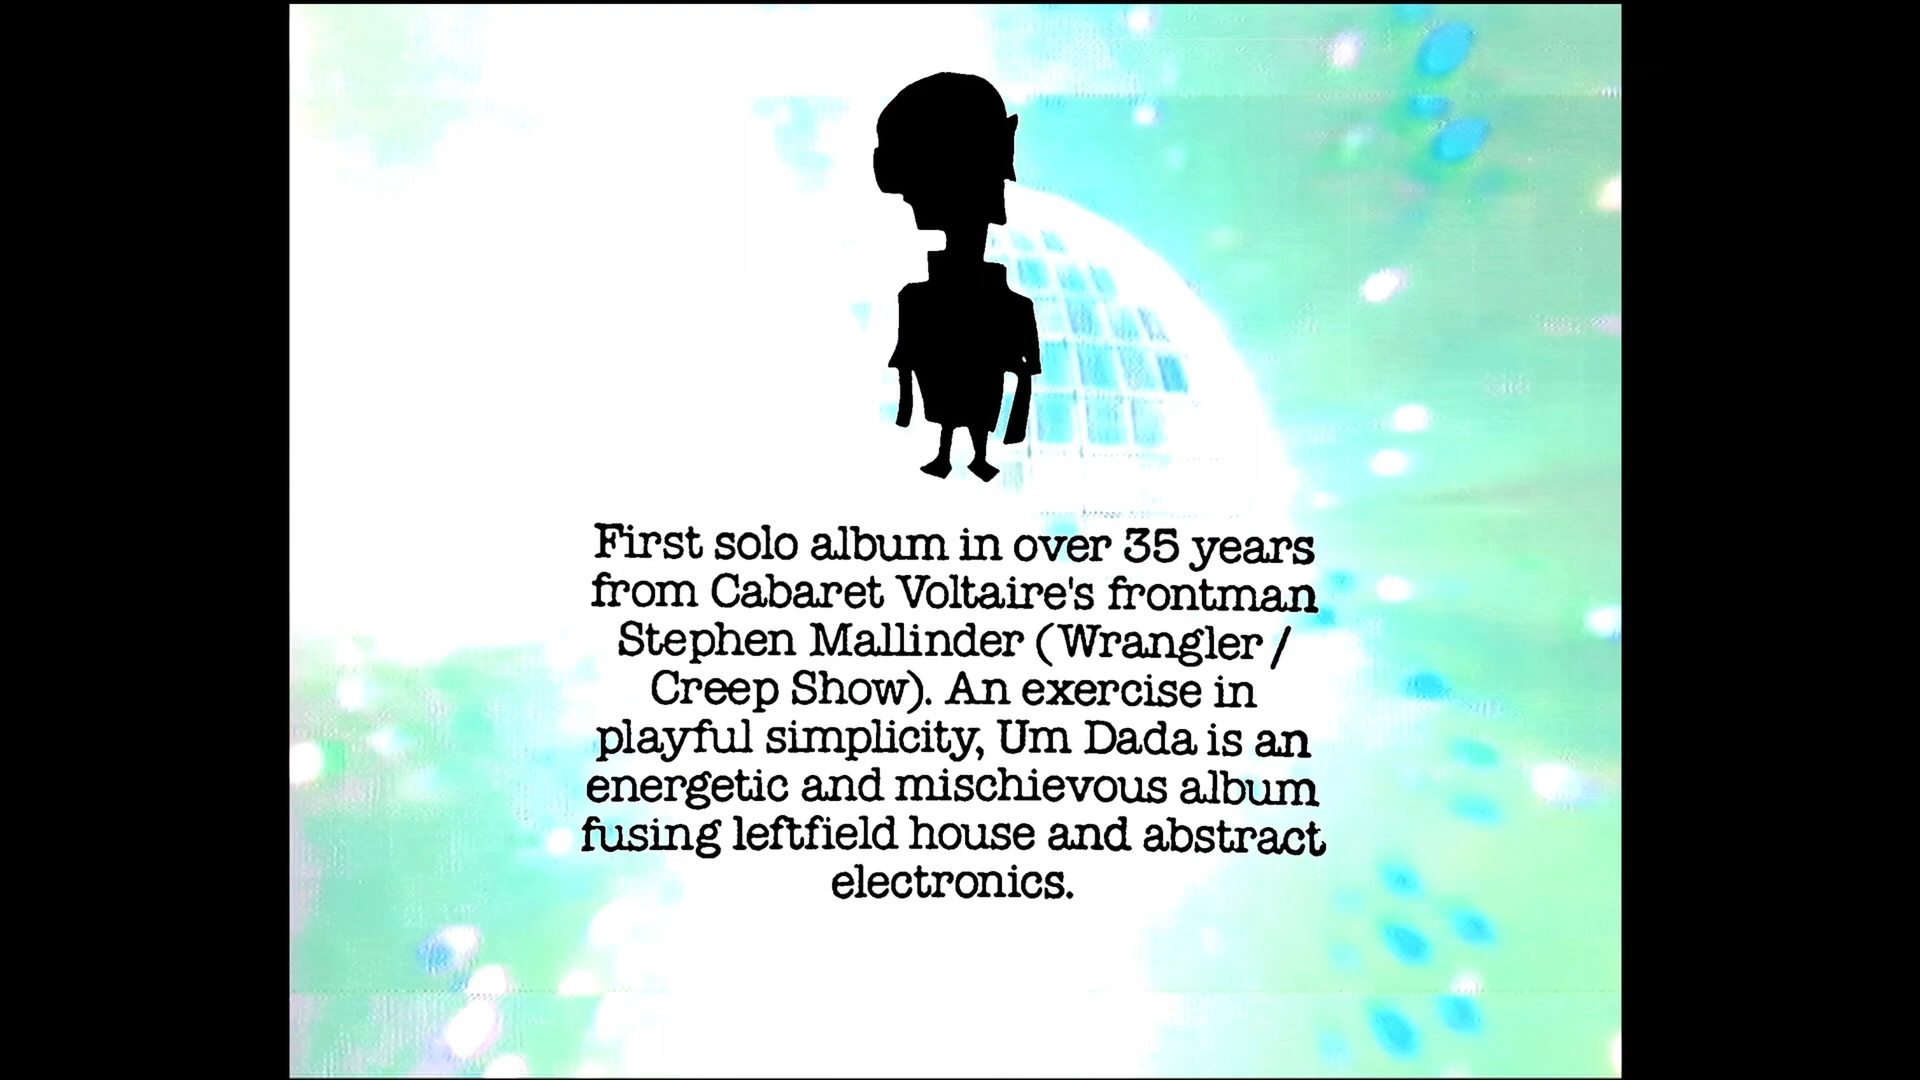 First solo album in over 35 years
from Cabaret Voltaire's frontman
Stephen Mallinder (Wrangler /
Creep Show). An exercise in
playful simplicity, Um Dada is an
energetic and mischievous album
fusing leftfield house and abstract
electronics.